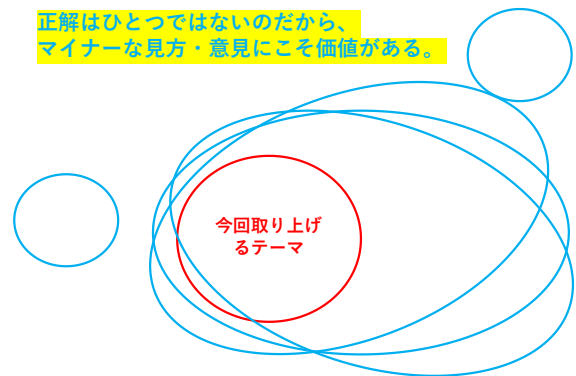 正解はひとつではないのだから、
マイナーな見方・意見にこそ価値がある。
今回取り上げ
るテーマ